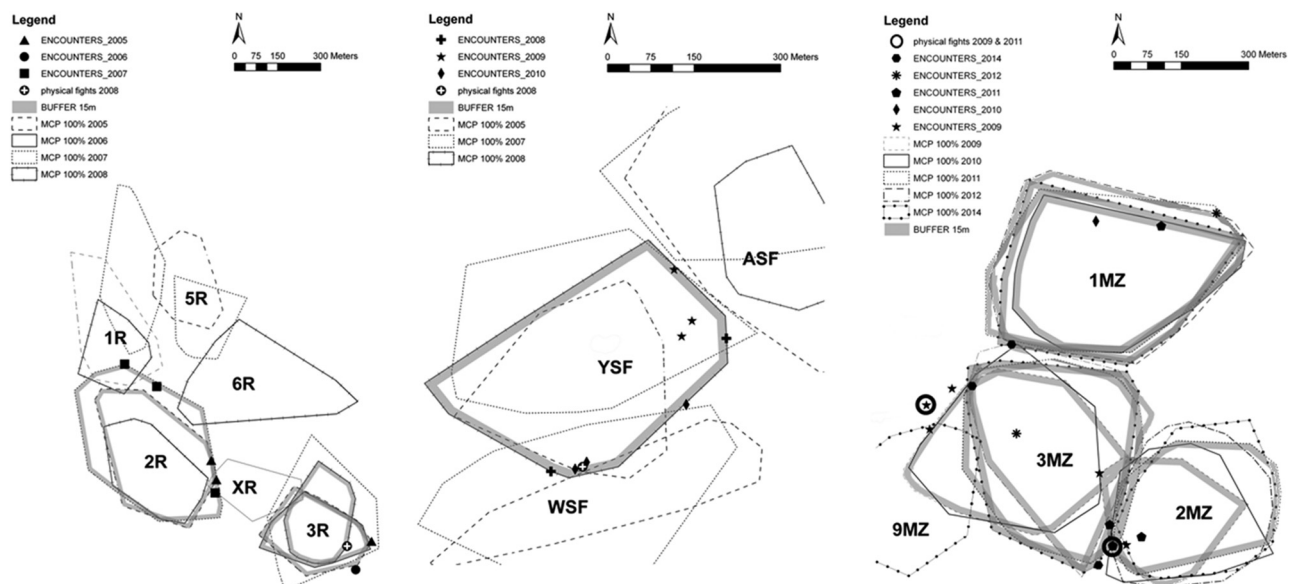 Legend
ENCOUNTERS_2005
ENCOUNTERS_2006
ENCOUNTERS_2007
physical fights 2008
BUFFER 15m
MCP 100% 2005
MCP 100% 2006
MCP 100% 2007
MCP 100% 2008
N
0 75 150 300 Meters
5R
1R
6R
2R
XR
3R
Legend
ENCOUNTERS_2008
ENCOUNTERS_2009
ENCOUNTERS_2010
physical fights 2008
BUFFER 15m
MCP 100% 2005
MCP 100% 2007
MCP 100% 2008
N
0 75 150 300 Meters
ASF
YSF
WSF
Legend
physical fights 2009 & 2011
ENCOUNTERS_2014
ENCOUNTERS_2012
ENCOUNTERS_2011
ENCOUNTERS_2010
ENCOUNTERS_2009
MCP 100% 2009
MCP 100% 2010
MCP 100% 2011
MCP 100% 2012
MCP 100% 2014
BUFFER 15m
N
0 75 150 300 Meters
1MZ
3MZ
2MZ
9MZ